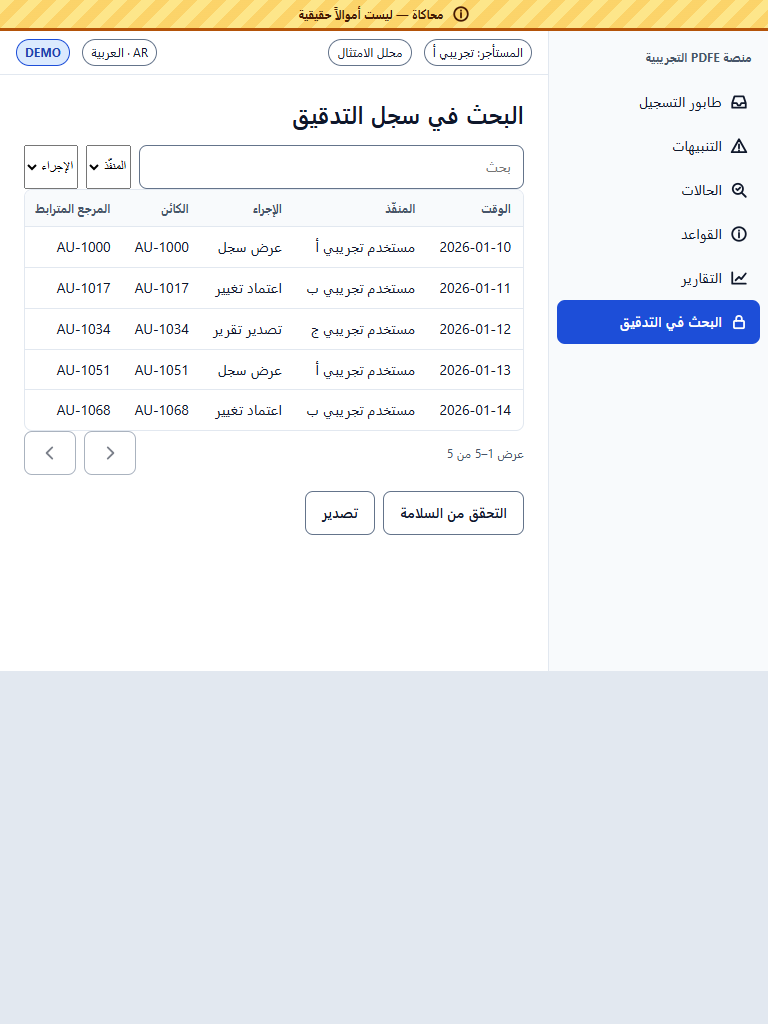 محاكاة — ليست أموالاً حقيقية
منصة PDFE التجريبية
طابور التسجيل
التنبيهات
الحالات
القواعد
التقارير
البحث في التدقيق
المستأجر: تجريبي أ
محلل الامتثال
AR · العربية
DEMO
البحث في سجل التدقيق
بحث
المنفّذ
الإجراء
الوقت المنفّذ الإجراء الكائن المرجع المترابط
2026-01-10 مستخدم تجريبي أ عرض سجل AU-1000 AU-1000
2026-01-11 مستخدم تجريبي ب اعتماد تغيير AU-1017 AU-1017
2026-01-12 مستخدم تجريبي ج تصدير تقرير AU-1034 AU-1034
2026-01-13 مستخدم تجريبي أ عرض سجل AU-1051 AU-1051
2026-01-14 مستخدم تجريبي ب اعتماد تغيير AU-1068 AU-1068
عرض 1–5 من 5
التحقق من السلامة
تصدير